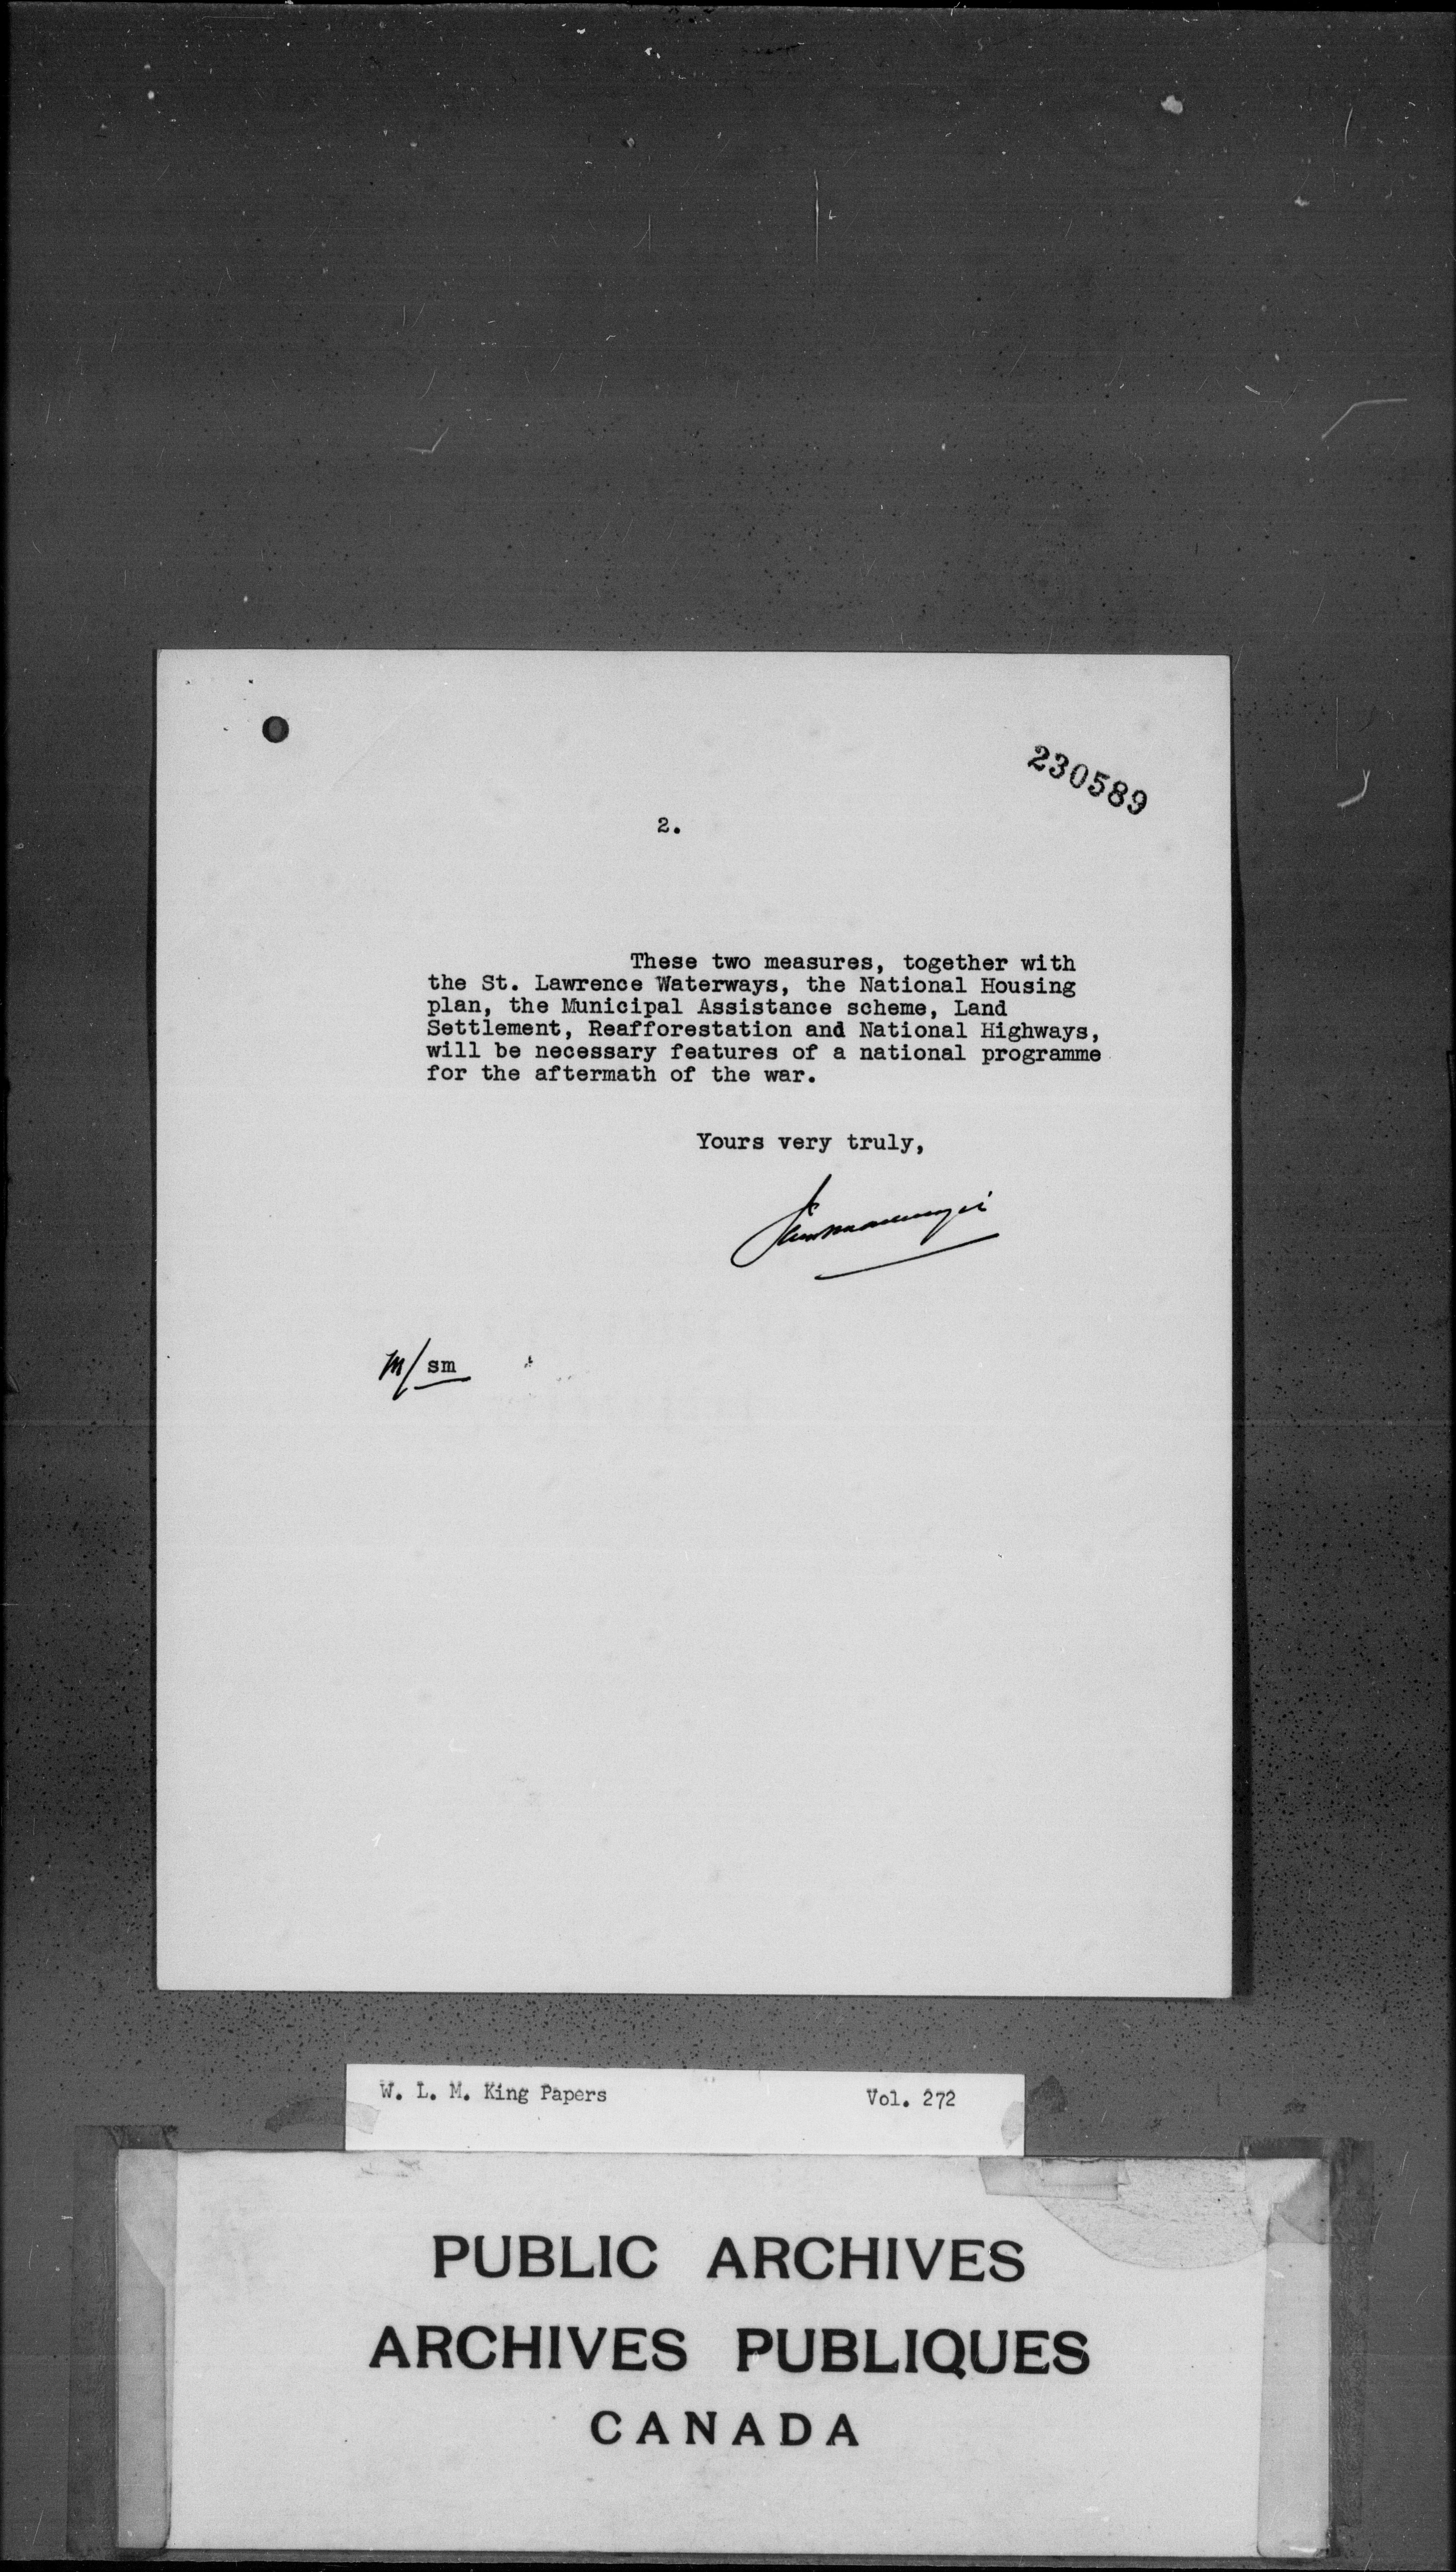 230589
2.
These two measures, together with
the St. Lawrence Waterways, the National Housing
plan, the Municipal Assistance scheme, Land
Settlement, Reafforestation and National Highways,
will be necessary features of a national programme
for the aftermath of the war.
Yours very truly,
M/sm
W. L. M. King Papers Vol. 272
PUBLIC ARCHIVES
ARCHIVES PUBLIQUES
CANADA